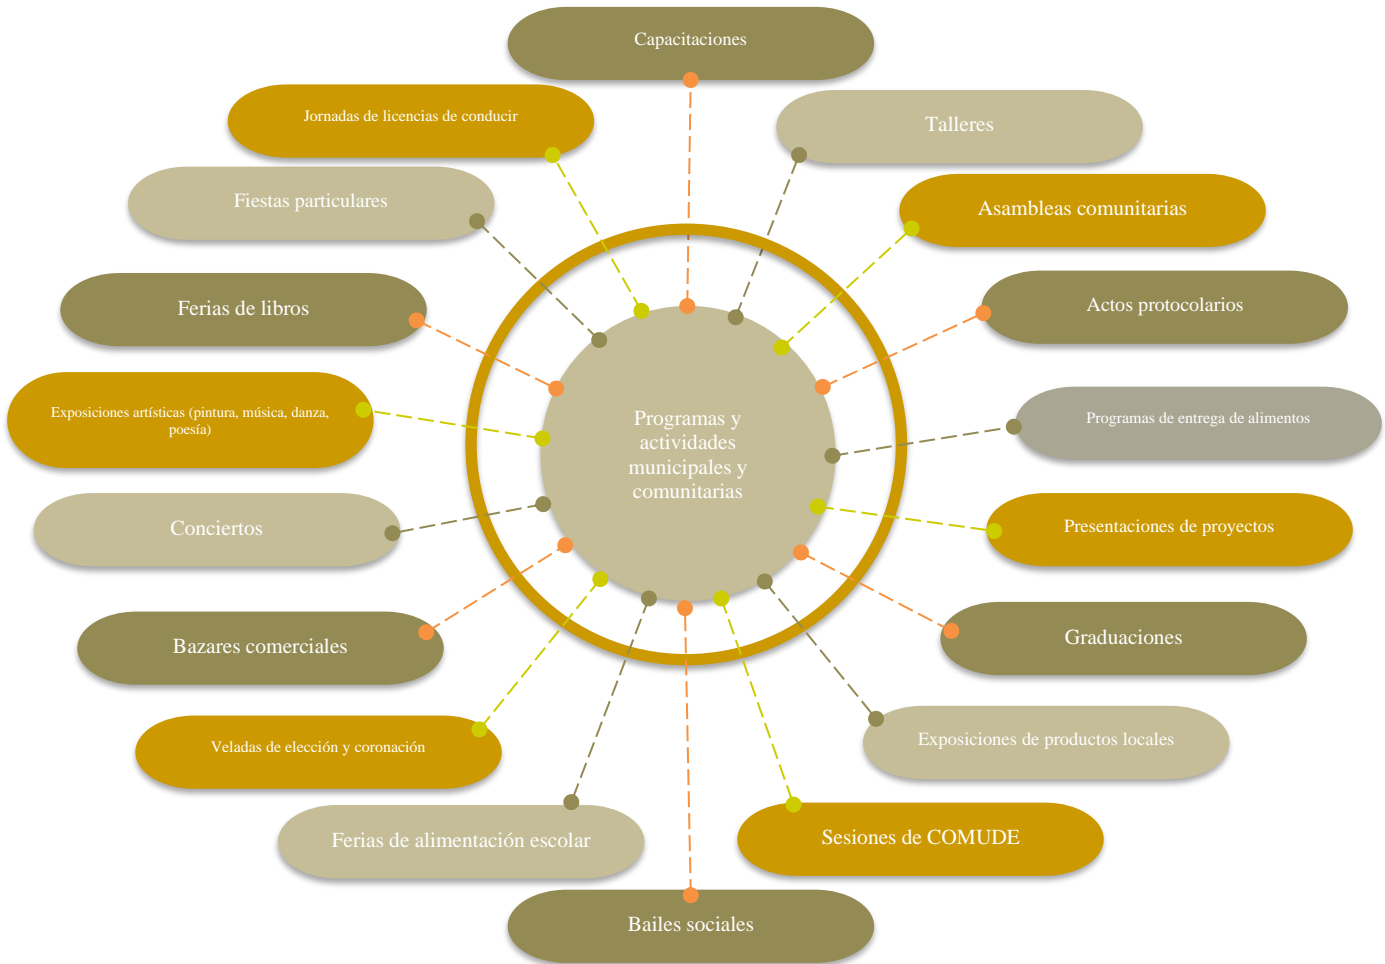 Capacitaciones
Jornadas de licencias de conducir
Talleres
Fiestas particulares
Asambleas comunitarias
Ferias de libros
Actos protocolarios
Exposiciones artísticas (pintura, música, danza,
poesía)
Programas y
actividades
municipales y
comunitarias
Programas de entrega de alimentos
Conciertos
Presentaciones de proyectos
Bazares comerciales
Graduaciones
Veladas de elección y coronación
Exposiciones de productos locales
Ferias de alimentación escolar
Sesiones de COMUDE
Bailes sociales